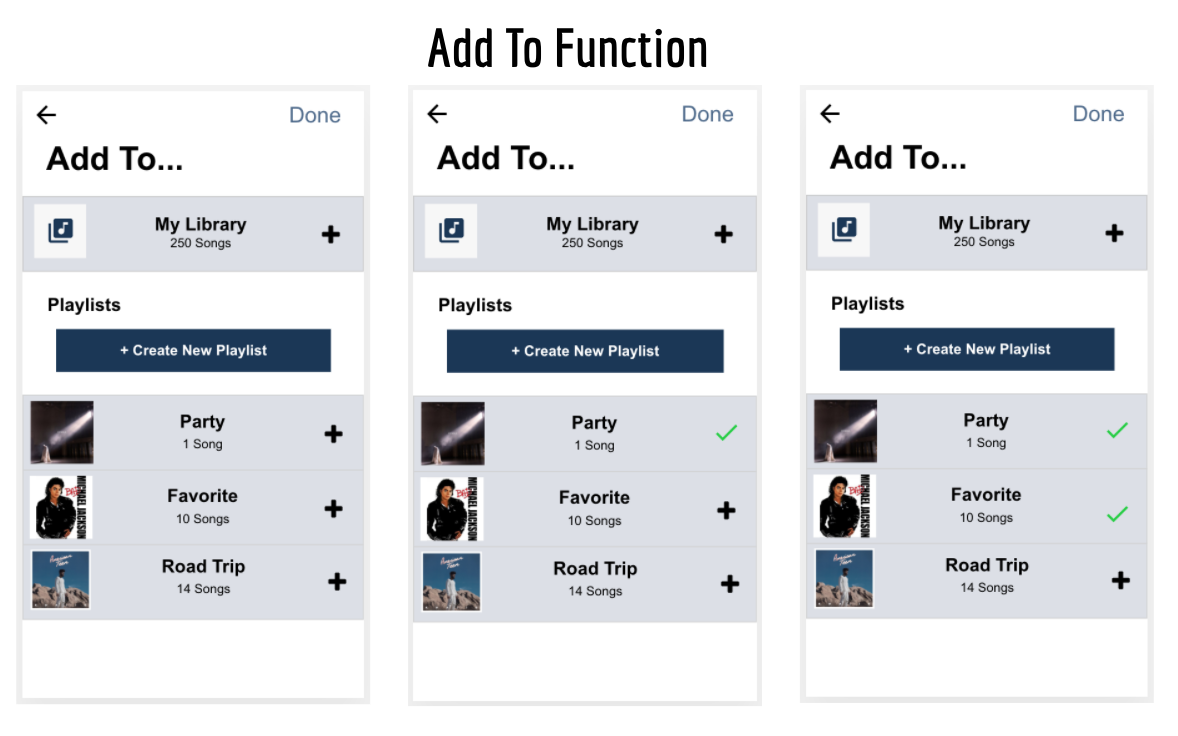 Add To Function
Done
Add To...
My Library
250 Songs
Playlists
+ Create New Playlist
Party
1 Song
MICHAEL JACKSON
Bad
Favorite
10 Songs
Road Trip
14 Songs
Done
Add To...
My Library
250 Songs
Playlists
+ Create New Playlist
Party
1 Song
MICHAEL JACKSON
Bad
Favorite
10 Songs
Road Trip
14 Songs
Done
Add To...
My Library
250 Songs
Playlists
+ Create New Playlist
Party
1 Song
MICHAEL JACKSON
Bad
Favorite
10 Songs
Road Trip
14 Songs